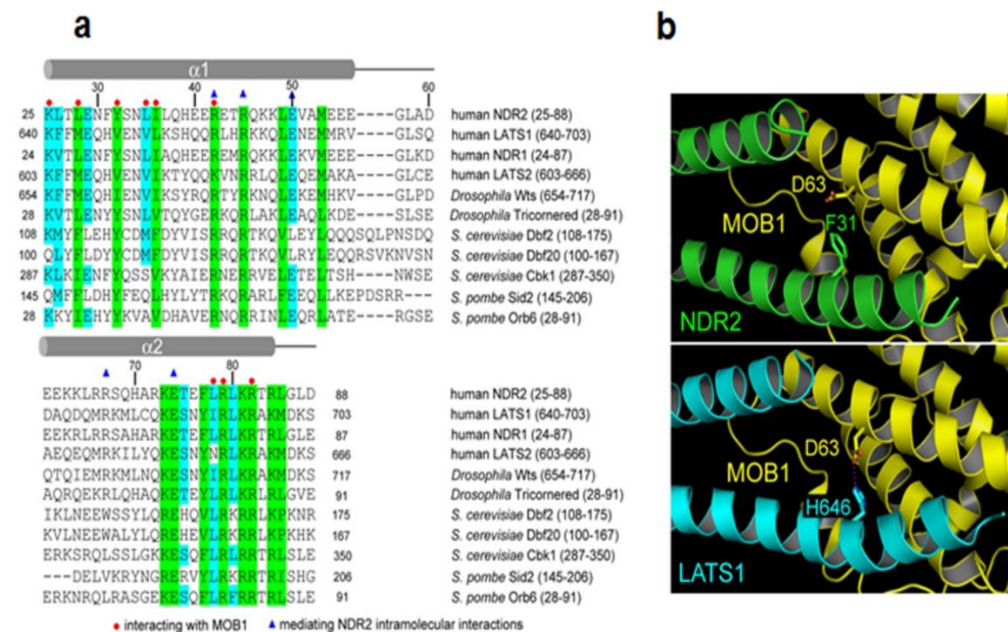 a
b
α1
30 40 50 60
25 KLTLENFYSNLILQHEERETRQKKLEVAMEEE----GLAD human NDR2 (25-88)
640 KFFMEQHVENVLKSHQQRLHRKKQLENEMMRV----GLSQ human LATS1 (640-703)
24 KVTLENFYSNLIAQHEEREMRQKKLEKVMEEE----GLKD human NDR1 (24-87)
603 KFFMEQHVENVIKTYQQKVNRRLQLEQEMAKA----GLCE human LATS2 (603-666)
654 KFFMEQHIENVIKSYRQRTYRKNQLEKEMHKV----GLPD Drosophila Wts (654-717)
28 KVTLENYYSNLVTQYGERKQRLAKLEAQLKDE----SLSE Drosophila Tricornered (28-91)
108 KMYFLEHYCDMFDYVISRRQRTKQVLEYLQQQSQLPNSDQ S. cerevisiae Dbf2 (108-175)
100 QLYFLDYYCDMFDYVISRRQRTKQVLRYLEQQRSVKNVSN S. cerevisiae Dbf20 (100-167)
287 KLKIENFYQSSVKYAIERNERRVELETELTSH----NWSE S. cerevisiae Cbk1 (287-350)
145 QMFFLDHYFEQLHYLYTRKQRARLFEEQLLKEPDSRR--- S. pombe Sid2 (145-206)
28 KKYIEHYVKAVDHAVERNQRRINLEQRLATE----RGSE S. pombe Orb6 (28-91)
α2
70 80
EEKKLRRSQHARKETEFLRLKRTRLGLD 88 human NDR2 (25-88)
DAQDQMRKMLCQKESNYIRLKRAKMDKS 703 human LATS1 (640-703)
EEKRLRRSAHARKETEFLRLKRTRLGLE 87 human NDR1 (24-87)
AEQEQMRKILYQKESNYNRLKRAKMDKS 666 human LATS2 (603-666)
QTQIEMRKMLNQKESNYIRLKRAKMDKS 717 Drosophila Wts (654-717)
AQRQEKRLQHAQKETEYLRLKRLRLGVE 91 Drosophila Tricornered (28-91)
IKLNEEWSSYLQREHQVLRKRRLKPKNR 175 S. cerevisiae Dbf2 (108-175)
KVLNEEWALYLQREHEVLRKRRLKPKHK 167 S. cerevisiae Dbf20 (100-167)
ERKSRQLSSLGKKESQFLRLRRTRLSLE 350 S. cerevisiae Cbk1 (287-350)
---DELVKRYNGRERVYLRKRRTRISHG 206 S. pombe Sid2 (145-206)
ERKNRQLRASGEKESQFLRFRRTRLSLE 91 S. pombe Orb6 (28-91)
interacting with MOB1 mediating NDR2 intramolecular interactions
D63
MOB1
F31
NDR2
D63
MOB1
H646
LATS1